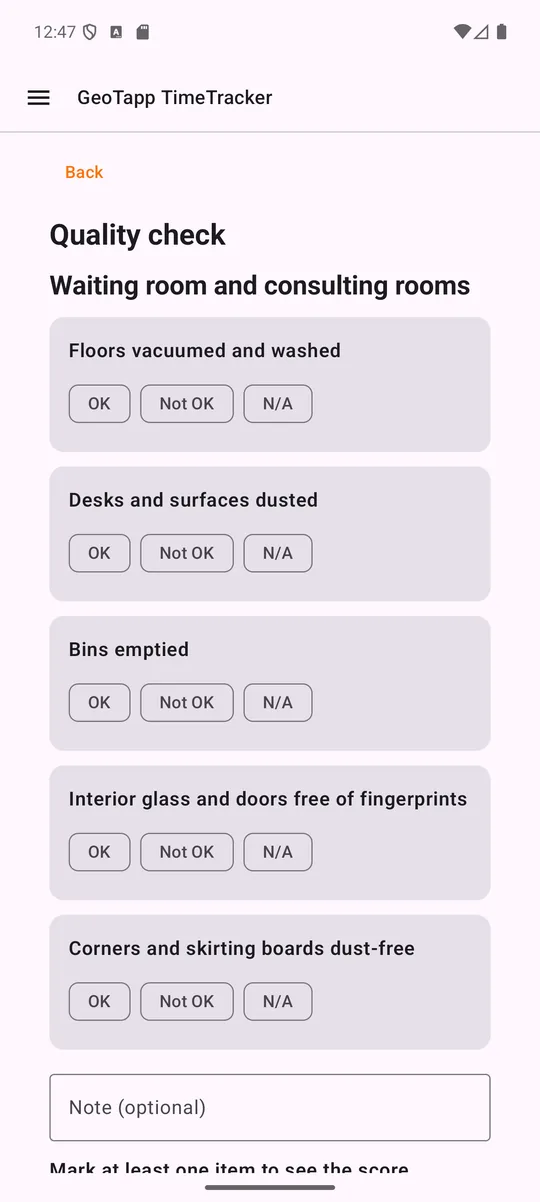 12:47
GeoTapp TimeTracker
Back
Quality check
Waiting room and consulting rooms
Floors vacuumed and washed
OK Not OK N/A
Desks and surfaces dusted
OK Not OK N/A
Bins emptied
OK Not OK N/A
Interior glass and doors free of fingerprints
OK Not OK N/A
Corners and skirting boards dust-free
OK Not OK N/A
Note (optional)
Mark at least one item to see the score